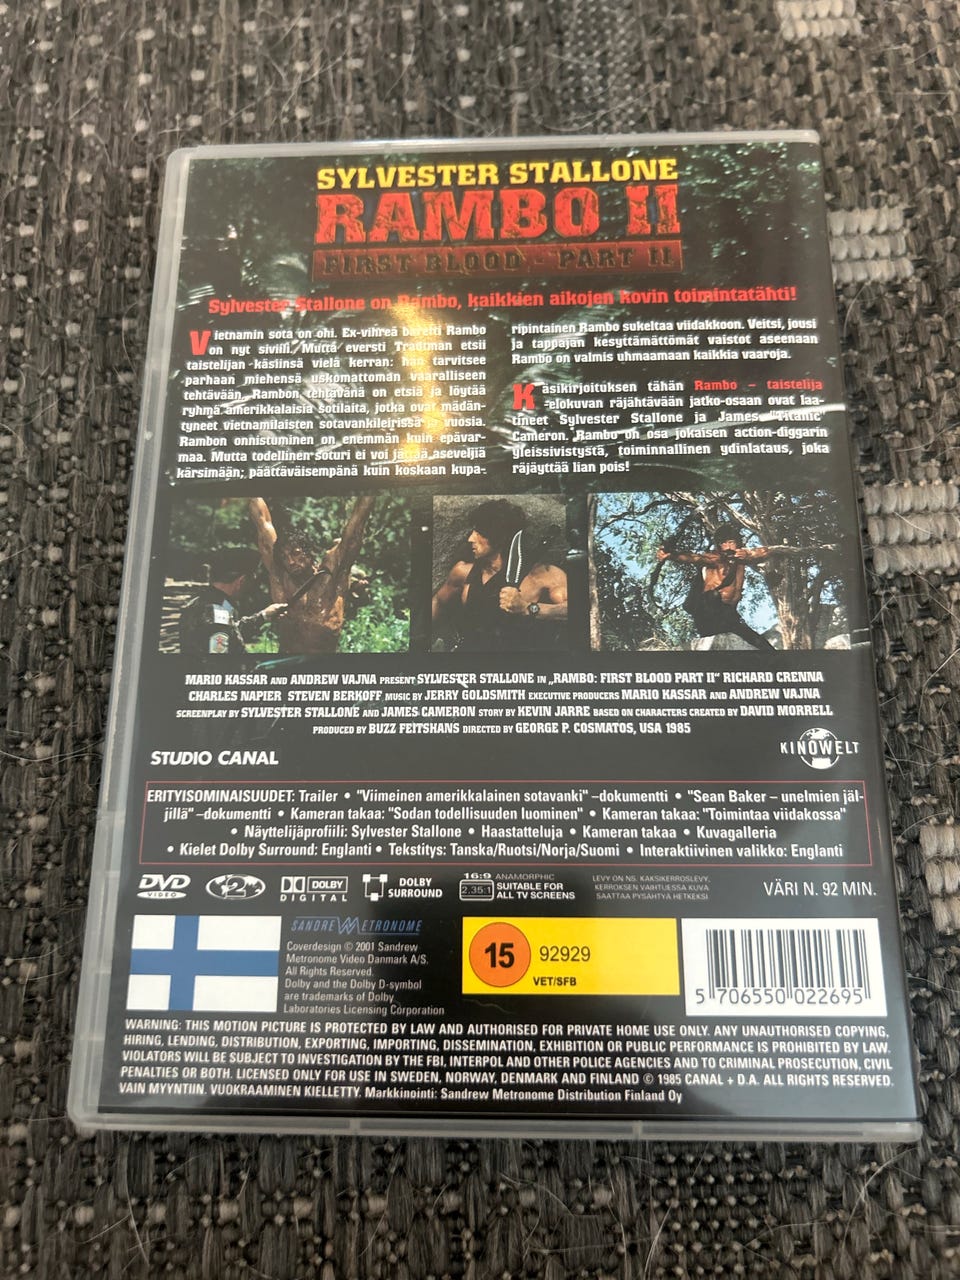 SYLVESTER STALLONE
RAMBO II
FIRST BLOOD - PART II
Sylvester Stallone on Rambo, kaikkien aikojen kovin toimintatähti!
Vietnamin sota on ohi. Ex-vihreä baretti Rambo
on nyt siviili. Mutta eversti Trautman etsii
taistelijan käsiinsä vielä kerran: hän tarvitsee
parhaan miehensä uskomattoman vaaralliseen
tehtävään. Rambon tehtävänä on etsiä ja löytää
ryhmä amerikkalaisia sotilaita, jotka ovat mädän-
tyneet vietnamilaisten sotavankileireissä jo vuosia.
Rambon onnistuminen on enemmän kuin epävar-
maa. Mutta todellinen soturi ei voi jättää aseveljiä
kärsimään; päättäväisempänä kuin koskaan kupa-
ripintainen Rambo sukeltaa viidakkoon. Veitsi, jousi
ja tappajan kesyttämättömät vaistot aseenaan
Rambo on valmis uhmaamaan kaikkia vaaroja.
Käsikirjoituksen tähän Rambo – taistelija
-elokuvan räjähtävään jatko-osaan ovat laa-
tineet Sylvester Stallone ja James "Titanic"
Cameron. Rambo on osa jokaisen action-diggarin
yleissivistystä, toiminnallinen ydinlataus, joka
räjäyttää lian pois!
MARIO KASSAR AND ANDREW VAJNA PRESENT SYLVESTER STALLONE IN „RAMBO: FIRST BLOOD PART II“ RICHARD CRENNA
CHARLES NAPIER STEVEN BERKOFF MUSIC BY JERRY GOLDSMITH EXECUTIVE PRODUCERS MARIO KASSAR AND ANDREW VAJNA
SCREENPLAY BY SYLVESTER STALLONE AND JAMES CAMERON STORY BY KEVIN JARRE BASED ON CHARACTERS CREATED BY DAVID MORRELL
PRODUCED BY BUZZ FEITSHANS DIRECTED BY GEORGE P. COSMATOS, USA 1985
STUDIO CANAL
KINOWELT
ERITYISOMINAISUUDET: Trailer • "Viimeinen amerikkalainen sotavanki" –dokumentti • "Sean Baker – unelmien jäl-
jillä" –dokumentti • Kameran takaa: "Sodan todellisuuden luominen" • Kameran takaa: "Toimintaa viidakossa"
• Näyttelijäprofiili: Sylvester Stallone • Haastatteluja • Kameran takaa • Kuvagalleria
• Kielet Dolby Surround: Englanti • Tekstitys: Tanska/Ruotsi/Norja/Suomi • Interaktiivinen valikko: Englanti
DVD VIDEO
2
DOLBY DIGITAL
DOLBY SURROUND
16:9 ANAMORPHIC
2.35:1 SUITABLE FOR ALL TV SCREENS
LEVY ON NS. KAKSIKERROSLEVY,
KERROKSEN VAIHTUESSA KUVA
SAATTAA PYSÄHTYÄ HETKEKSI
VÄRI N. 92 MIN.
SANDREW METRONOME
Coverdesign © 2001 Sandrew
Metronome Video Danmark A/S.
All Rights Reserved.
Dolby and the Dolby D-symbol
are trademarks of Dolby
Laboratories Licensing Corporation
15
92929
VET/SFB
5 706550 022695
WARNING: THIS MOTION PICTURE IS PROTECTED BY LAW AND AUTHORISED FOR PRIVATE HOME USE ONLY. ANY UNAUTHORISED COPYING,
HIRING, LENDING, DISTRIBUTION, EXPORTING, IMPORTING, DISSEMINATION, EXHIBITION OR PUBLIC PERFORMANCE IS PROHIBITED BY LAW.
VIOLATORS WILL BE SUBJECT TO INVESTIGATION BY THE FBI, INTERPOL AND OTHER POLICE AGENCIES AND TO CRIMINAL PROSECUTION, CIVIL
PENALTIES OR BOTH. LICENSED ONLY FOR USE IN SWEDEN, NORWAY, DENMARK AND FINLAND © 1985 CANAL + D.A. ALL RIGHTS RESERVED.
VAIN MYYNTIIN. VUOKRAAMINEN KIELLETTY. Markkinointi: Sandrew Metronome Distribution Finland Oy